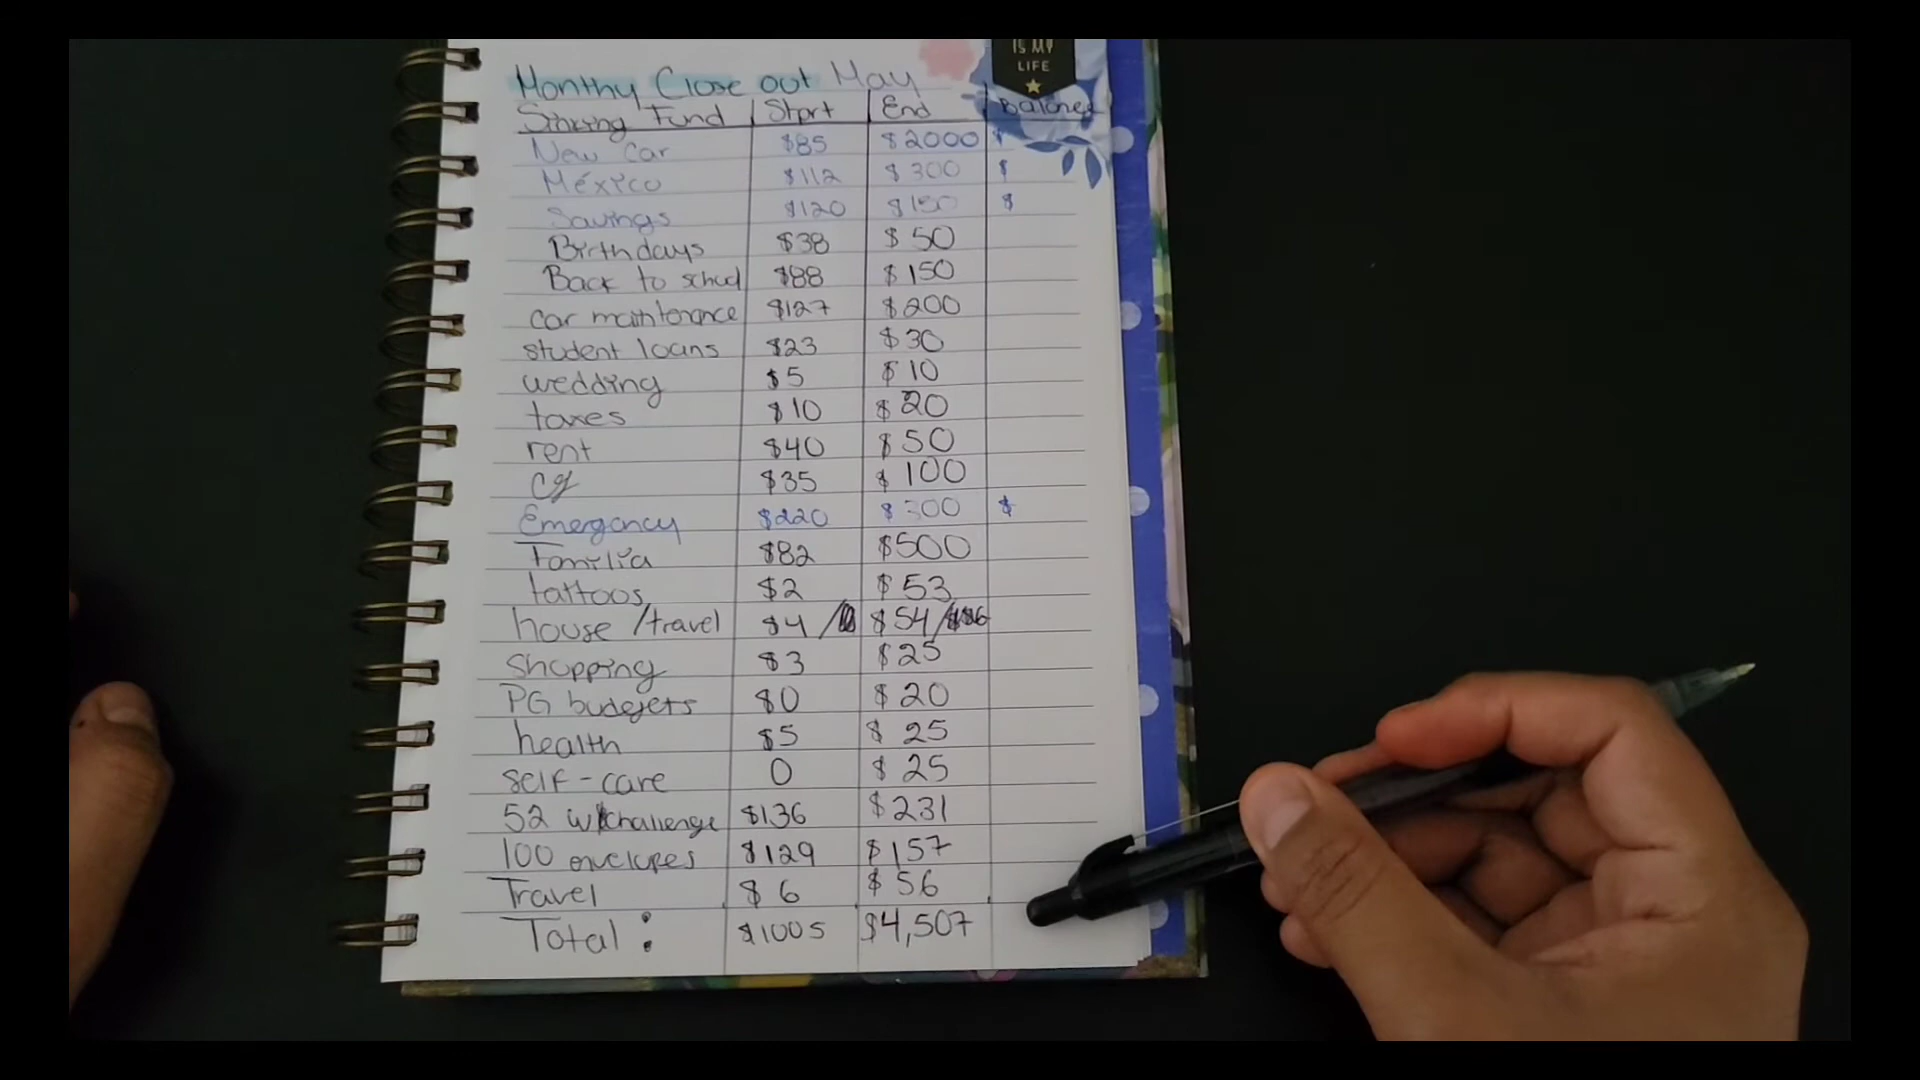 IS MY
LIFE
Monthy Close out May
Sinking Fund Start End Balance
New Car $85 $2000 $
México $112 $300 $
Savings $120 $150 $
Birthdays $38 $50
Back to school $88 $150
car maintenance $127 $200
student loans $23 $30
wedding $5 $10
taxes $10 $20
rent $40 $50
cg $35 $100
Emergency $220 $300 $
Familia $82 $500
tattoos $2 $53
house/travel $4 / $54/
shopping $3 $25
PG budgets $0 $20
health $5 $25
self-care 0 $25
52 wkchallenge $136 $231
100 envelopes $129 $157
Travel $6 $56
Total: $1005 $4,507